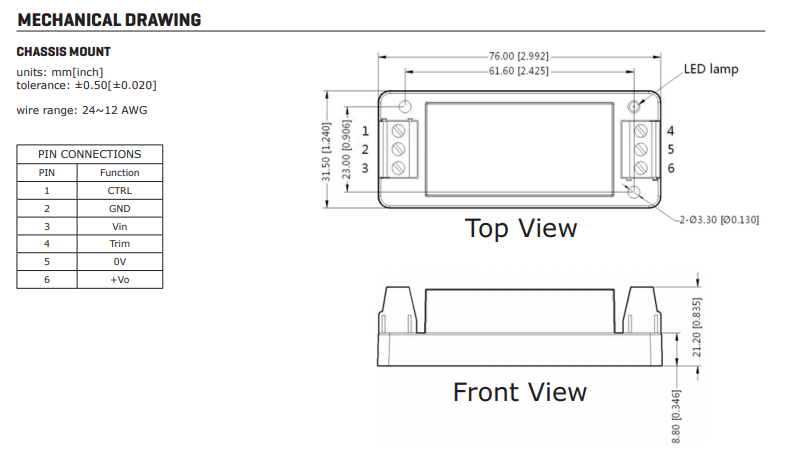 MECHANICAL DRAWING
CHASSIS MOUNT
units: mm[inch]
tolerance: ±0.50[±0.020]
wire range: 24~12 AWG
PIN CONNECTIONS
PIN Function
1 CTRL
2 GND
3 Vin
4 Trim
5 0V
6 +Vo
76.00 [2.992]
61.60 [2.425]
LED lamp
31.50 [1.240]
23.00 [0.906]
1
2
3
4
5
6
2-Ø3.30 [Ø0.130]
Top View
21.20 [0.835]
8.80 [0.346]
Front View